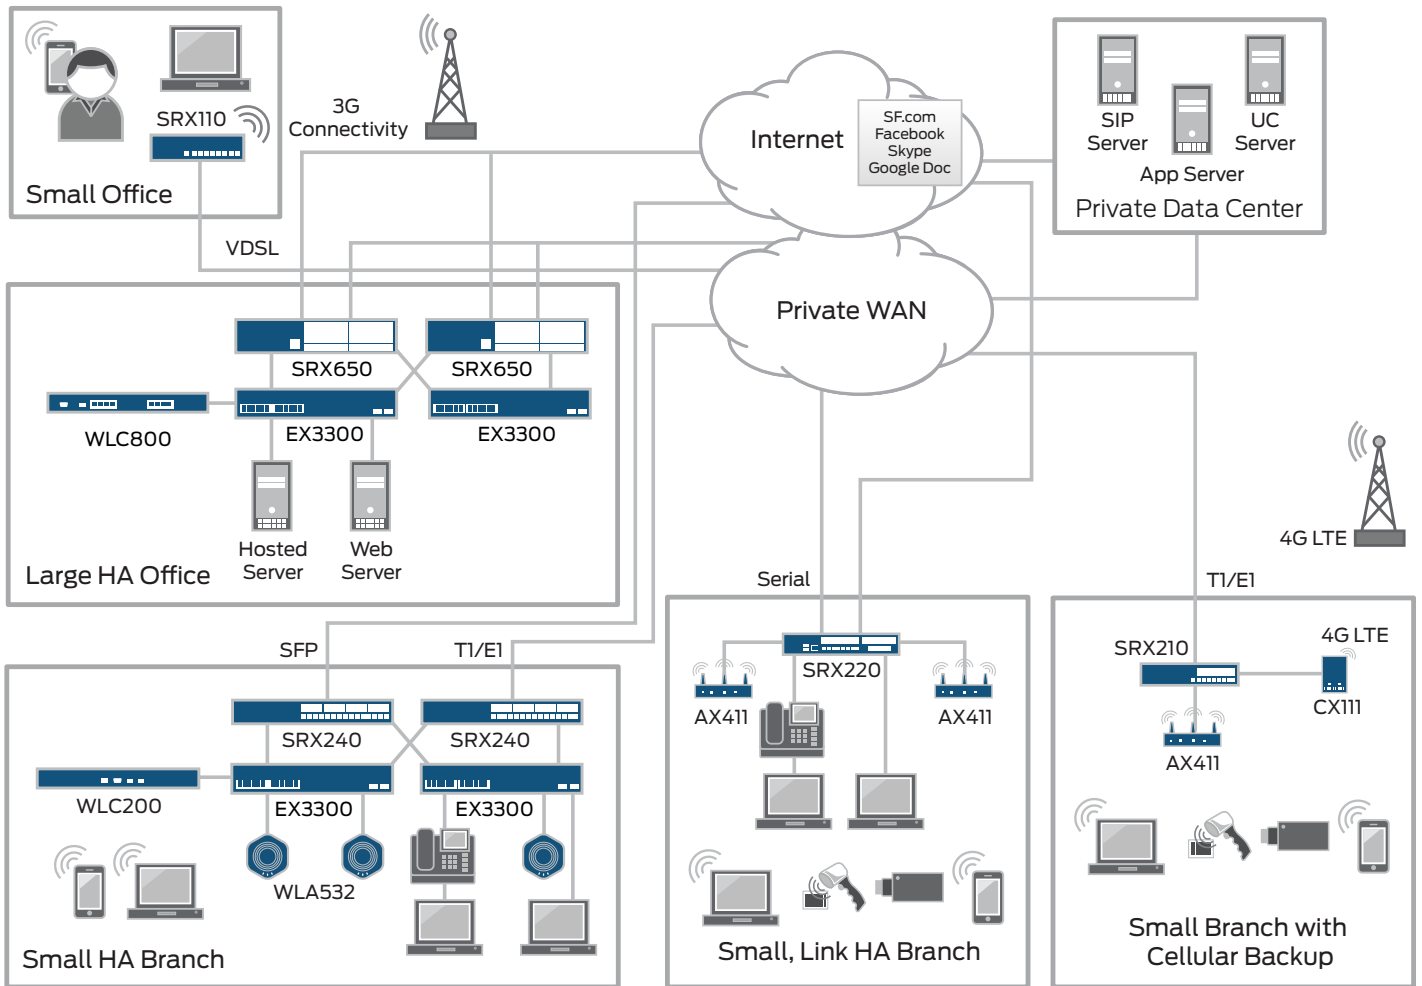 SRX110
Small Office
3G
Connectivity
VDSL
Internet
SF.com
Facebook
Skype
Google Doc
SIP
Server
UC
Server
App Server
Private Data Center
Private WAN
SRX650
SRX650
WLC800
EX3300
EX3300
Hosted
Server
Web
Server
Large HA Office
4G LTE
SFP
T1/E1
Serial
T1/E1
SRX240
SRX240
WLC200
EX3300
EX3300
WLA532
Small HA Branch
SRX220
AX411
AX411
Small, Link HA Branch
SRX210
4G LTE
CX111
AX411
Small Branch with
Cellular Backup